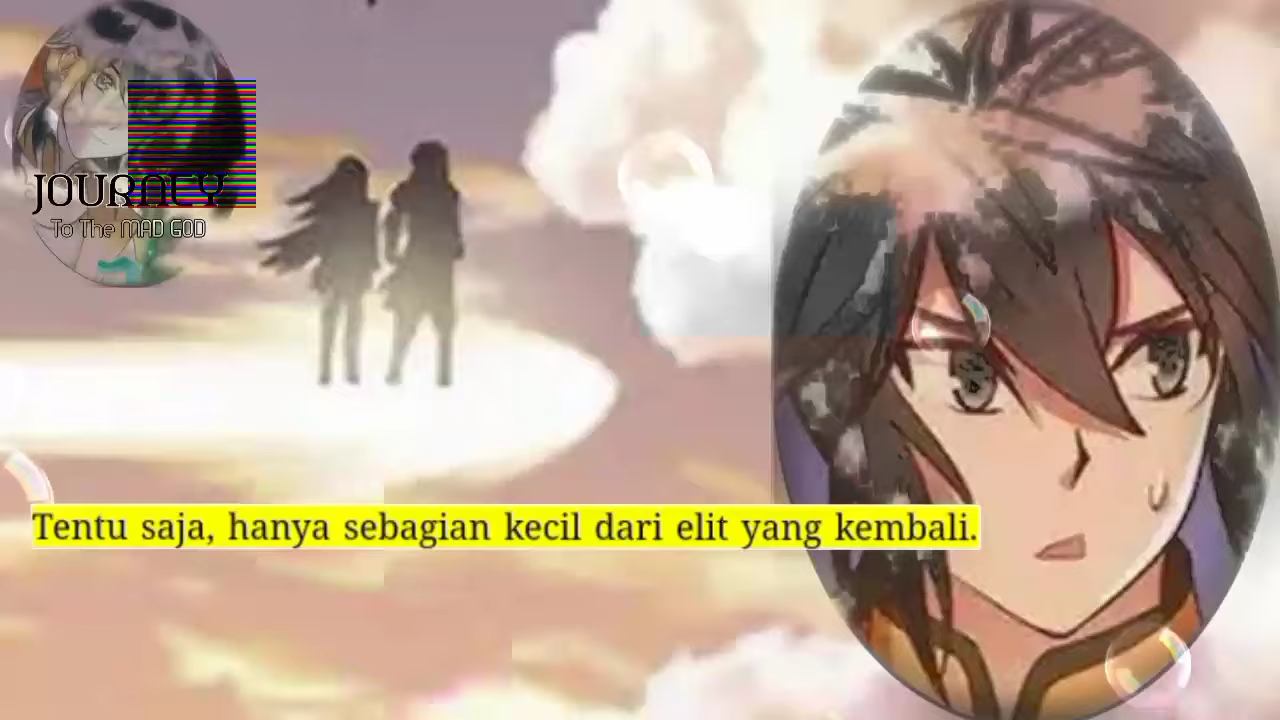 JOURNEY
To The MAD GOD
Tentu saja, hanya sebagian kecil dari elit yang kembali.